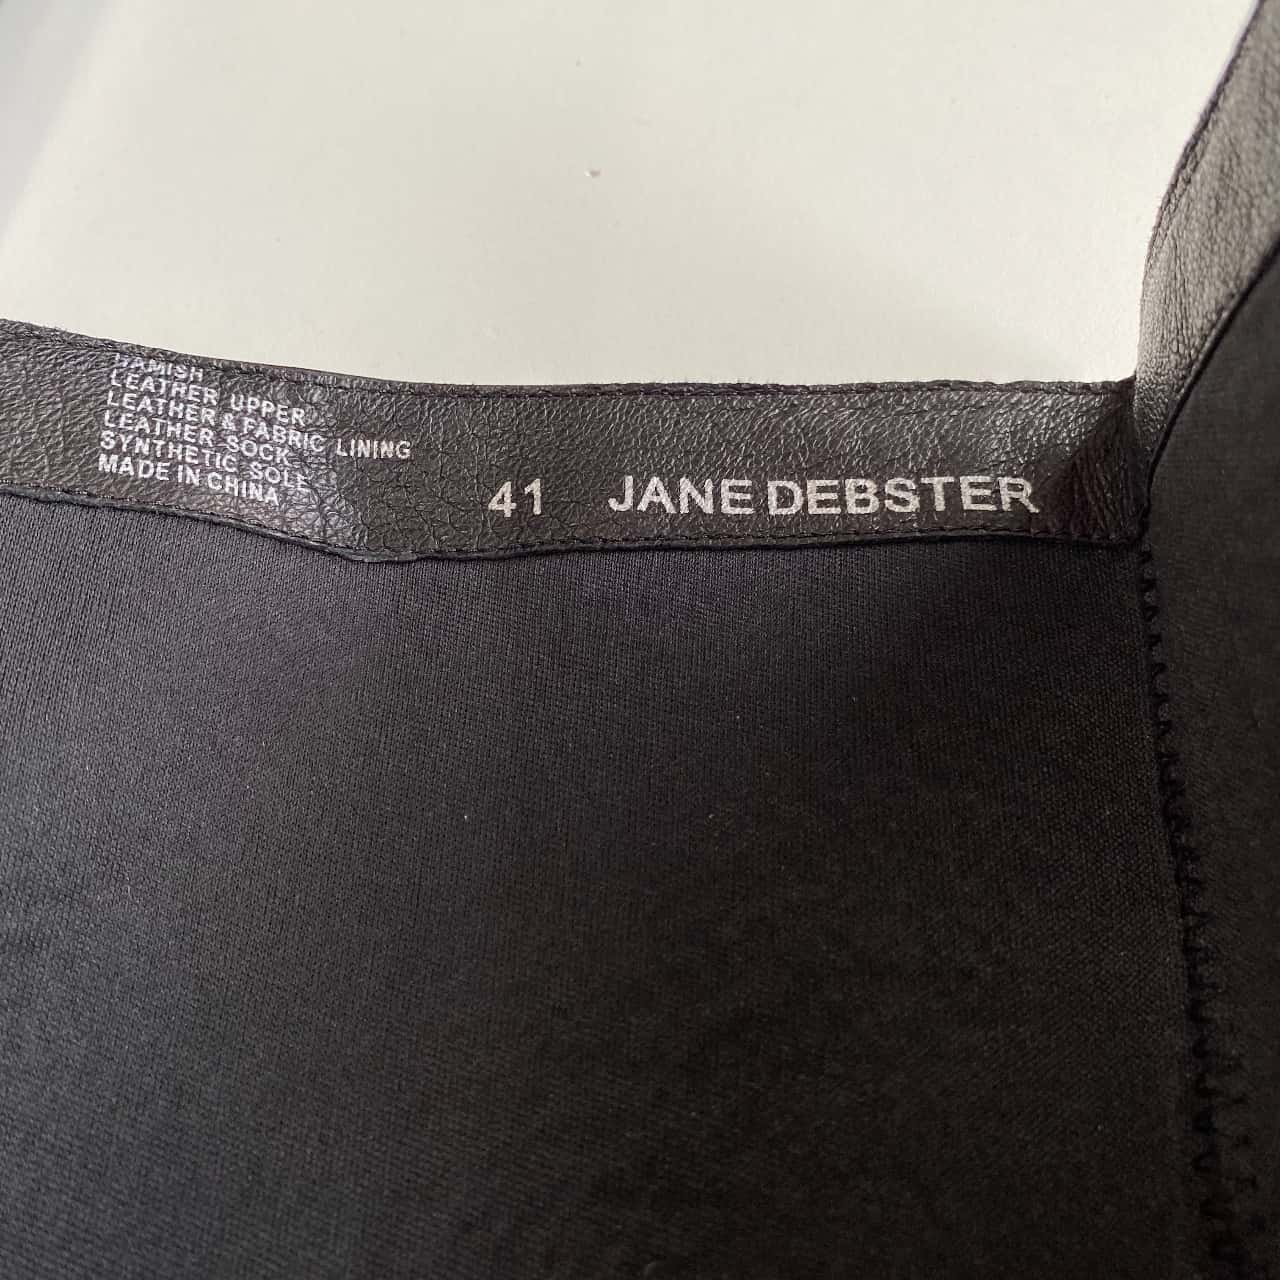 HAMISH
LEATHER UPPER
LEATHER & FABRIC LINING
LEATHER SOCK
SYNTHETIC SOLE
MADE IN CHINA
41 JANE DEBSTER